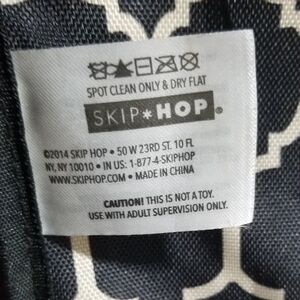 SPOT CLEAN ONLY & DRY FLAT
SKIP*HOP®
©2014 SKIP HOP • 50 W 23RD ST. 10 FL
NY, NY 10010 • IN US: 1-877-4-SKIPHOP
WWW.SKIPHOP.COM • MADE IN CHINA
CAUTION! THIS IS NOT A TOY.
USE WITH ADULT SUPERVISION ONLY.